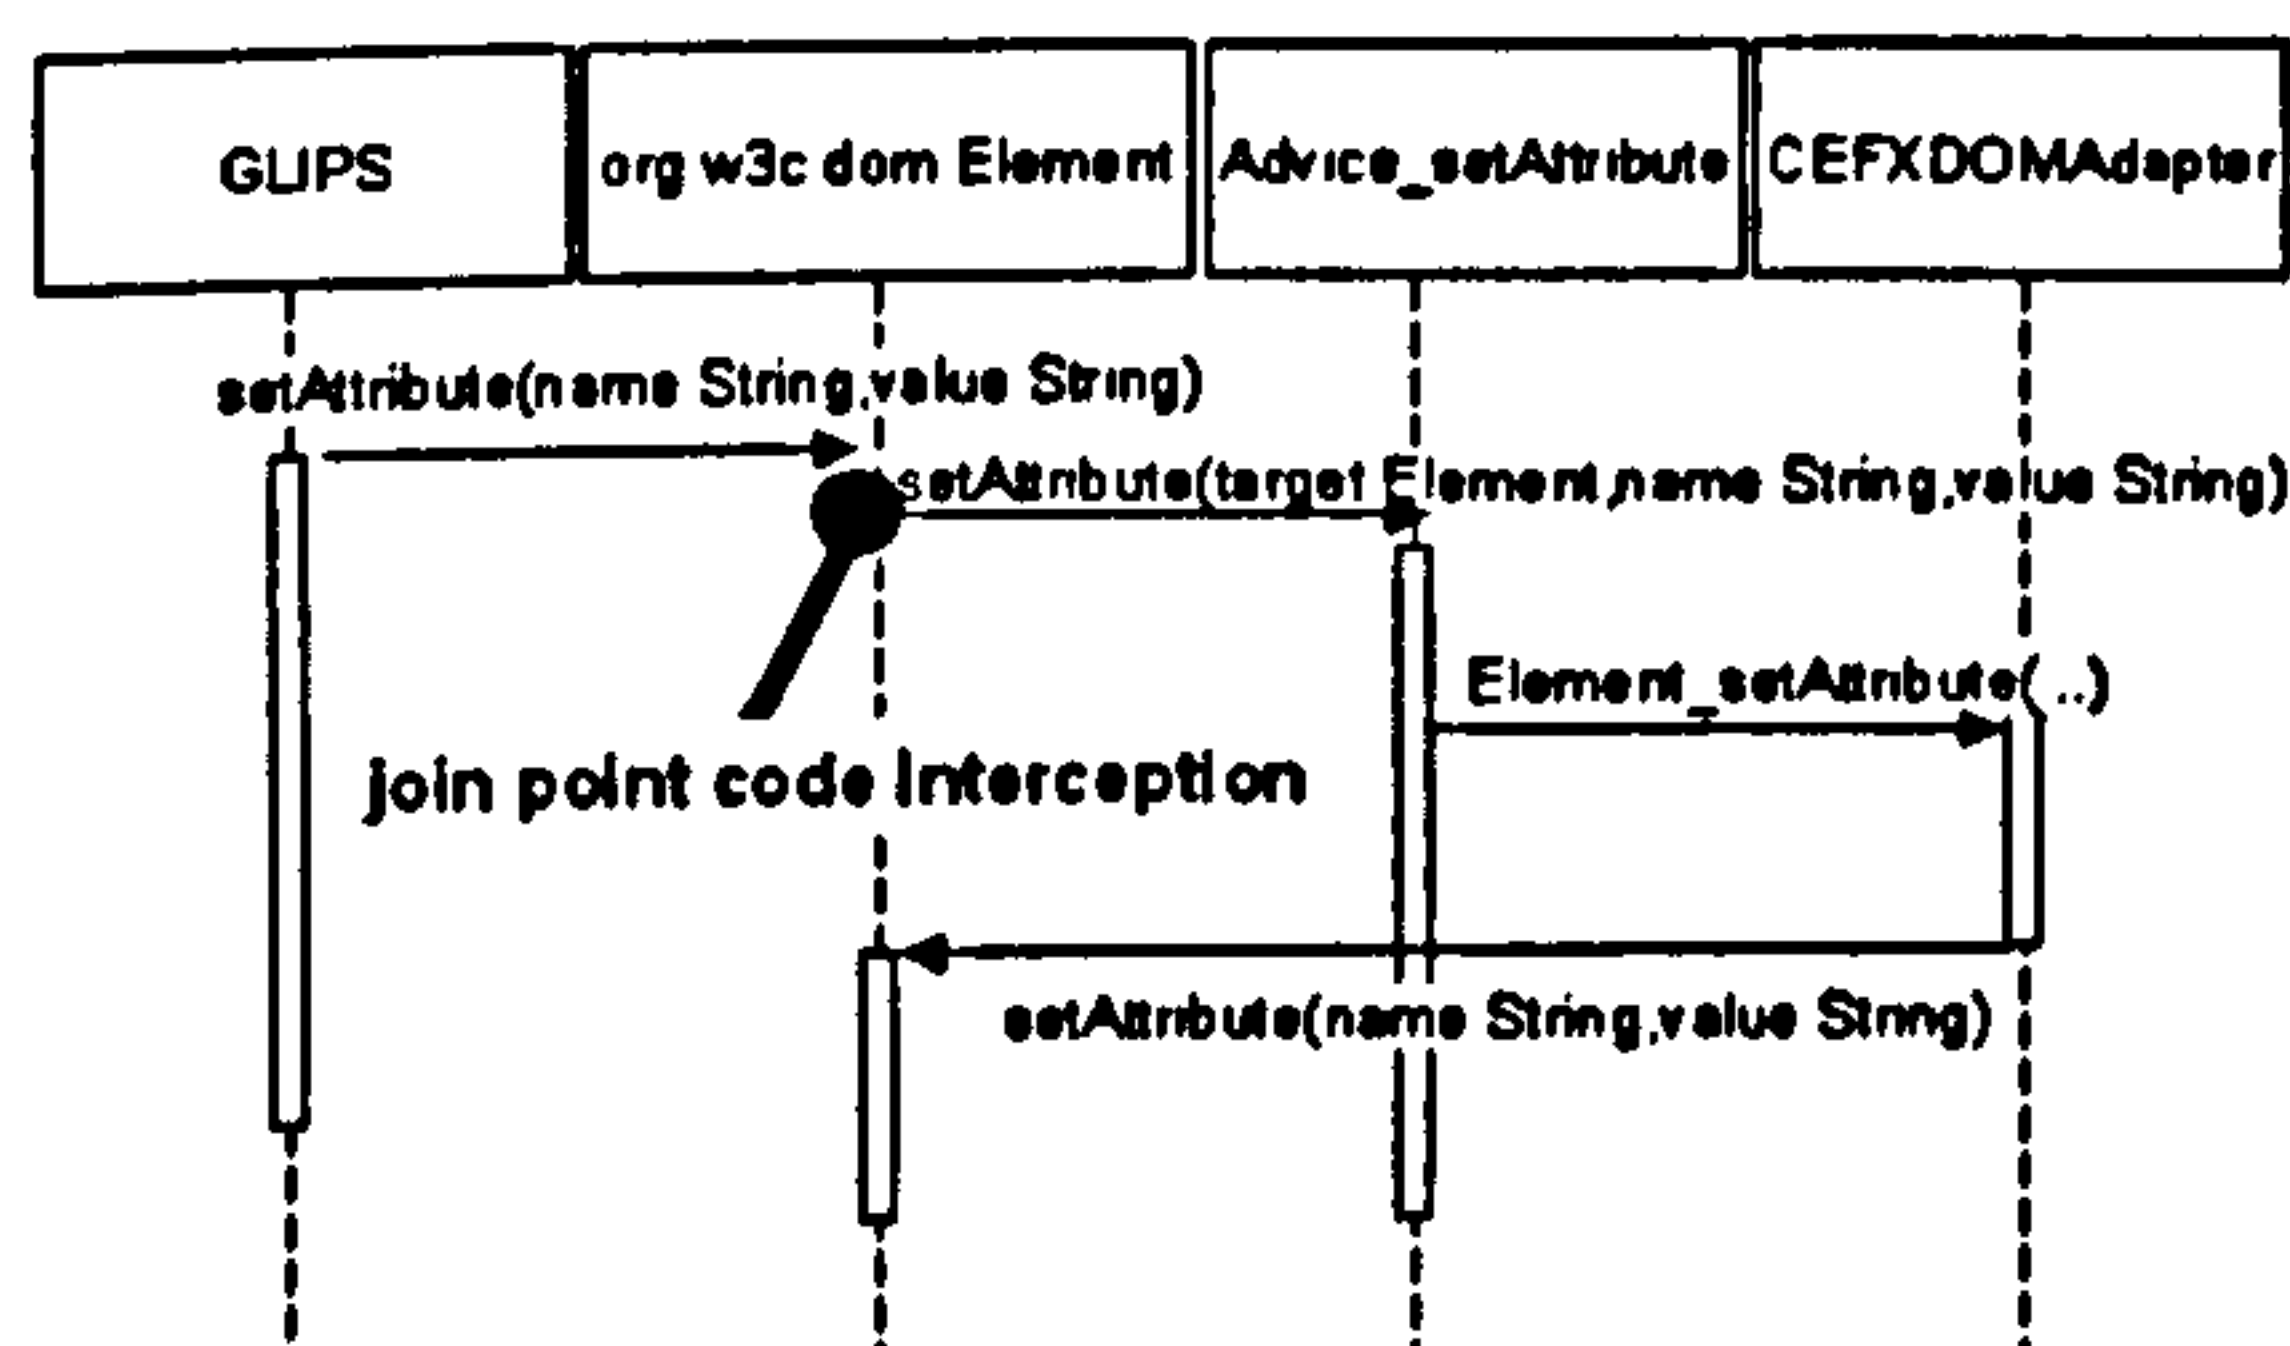 GLIPS
org w3c dom Element
Advice_setAttribute
CEFXDOMAdapter
setAttribute(name String,value String)
setAttribute(target Element,name String,value String)
Element_setAttribute( ..)
join point code Interception
setAttribute(name String,value String)